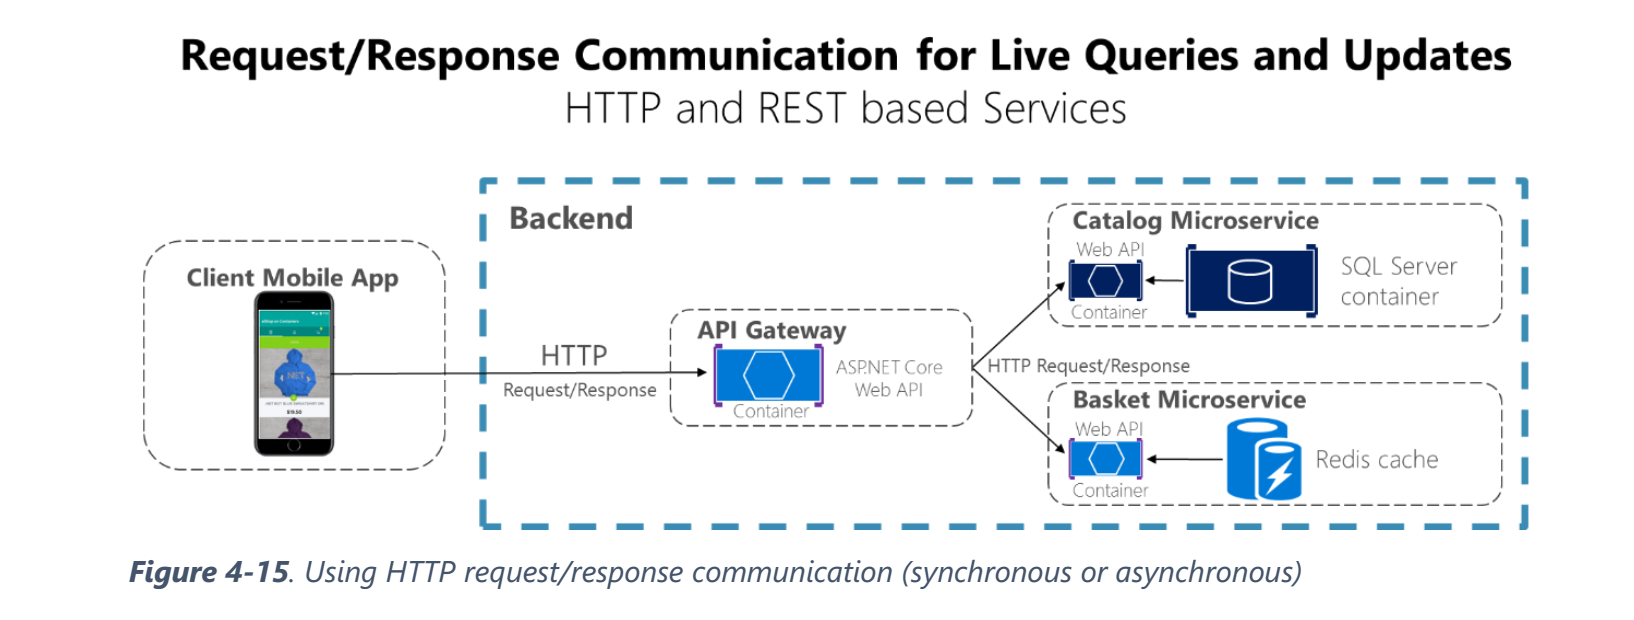 Request/Response Communication for Live Queries and Updates
HTTP and REST based Services
Backend
Client Mobile App
.NET
HTTP
Request/Response
API Gateway
ASP.NET Core
Web API
Container
HTTP Request/Response
Catalog Microservice
Web API
Container
SQL Server
container
Basket Microservice
Web API
Container
Redis cache
Figure 4-15. Using HTTP request/response communication (synchronous or asynchronous)